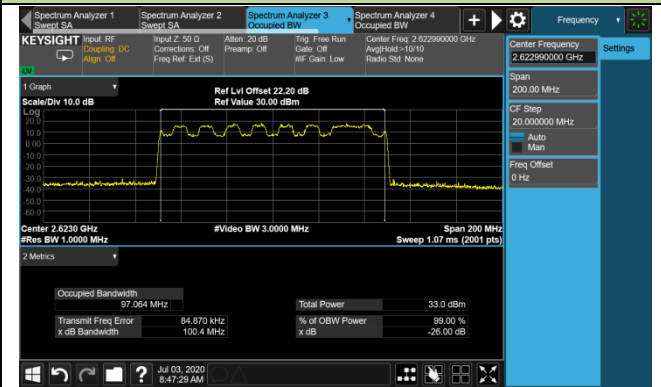 Spectrum Analyzer 1
Swept SA
Spectrum Analyzer 2
Swept SA
Spectrum Analyzer 3
Occupied BW
Spectrum Analyzer 4
Occupied BW
Frequency
KEYSIGHT
Input: RF
Coupling: DC
Align: Off
Input Z: 50 Ω
Corrections: Off
Freq Ref: Ext (S)
Atten: 20 dB
Preamp: Off
Trig: Free Run
Gate: Off
#IF Gain: Low
Center Freq: 2.622990000 GHz
Avg|Hold:>10/10
Radio Std: None
LV
Center Frequency
2.622990000 GHz
Settings
Span
200.00 MHz
CF Step
20.000000 MHz
Auto
Man
Freq Offset
0 Hz
1 Graph
Scale/Div 10.0 dB
Ref Lvl Offset 22.20 dB
Ref Value 30.00 dBm
Log
20.0
10.0
0.00
-10.0
-20.0
-30.0
-40.0
-50.0
-60.0
Center 2.6230 GHz
#Video BW 3.0000 MHz
Span 200 MHz
#Res BW 1.0000 MHz
Sweep 1.07 ms (2001 pts)
2 Metrics
Occupied Bandwidth
97.064 MHz
Total Power
33.0 dBm
Transmit Freq Error
84.870 kHz
% of OBW Power
99.00 %
x dB Bandwidth
100.4 MHz
x dB
-26.00 dB
?
Jul 03, 2020
8:47:29 AM